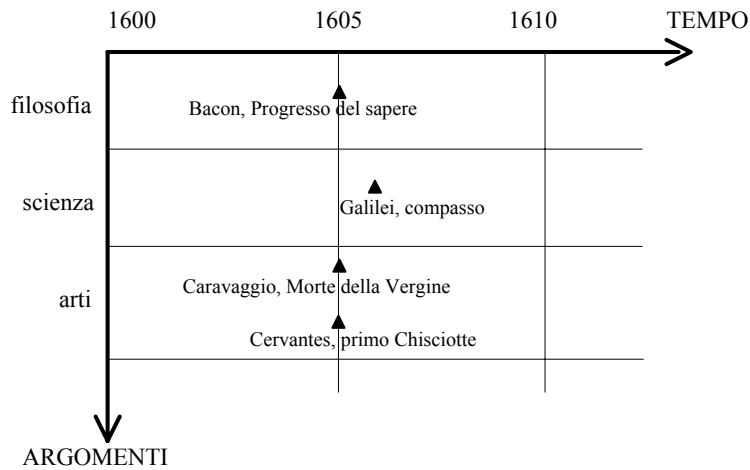 1600 1605 1610 TEMPO
filosofia
Bacon, Progresso del sapere
scienza
Galilei, compasso
Caravaggio, Morte della Vergine
arti
Cervantes, primo Chisciotte
ARGOMENTI